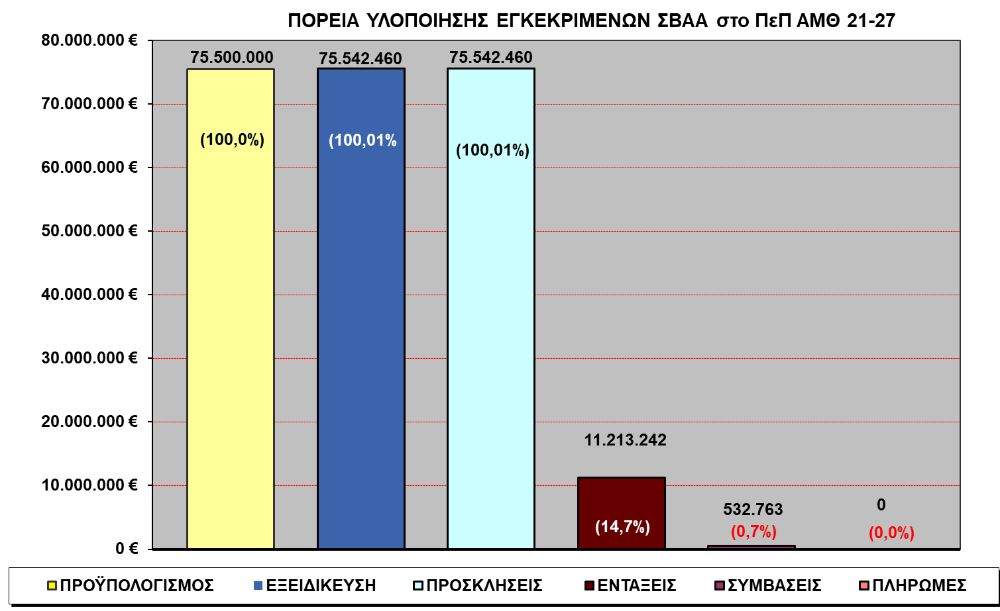 ΠΟΡΕΙΑ ΥΛΟΠΟΙΗΣΗΣ ΕΓΚΕΚΡΙΜΕΝΩΝ ΣΒΑΑ στο ΠεΠ ΑΜΘ 21-27
80.000.000 €
75.500.000 75.542.460 75.542.460
70.000.000 €
(100,0%) (100,01% (100,01%)
60.000.000 €
50.000.000 €
40.000.000 €
30.000.000 €
20.000.000 €
11.213.242
10.000.000 €
532.763 0
(14,7%) (0,7%) (0,0%)
0 €
ΠΡΟΫΠΟΛΟΓΙΣΜΟΣ ΕΞΕΙΔΙΚΕΥΣΗ ΠΡΟΣΚΛΗΣΕΙΣ ΕΝΤΑΞΕΙΣ ΣΥΜΒΑΣΕΙΣ ΠΛΗΡΩΜΕΣ